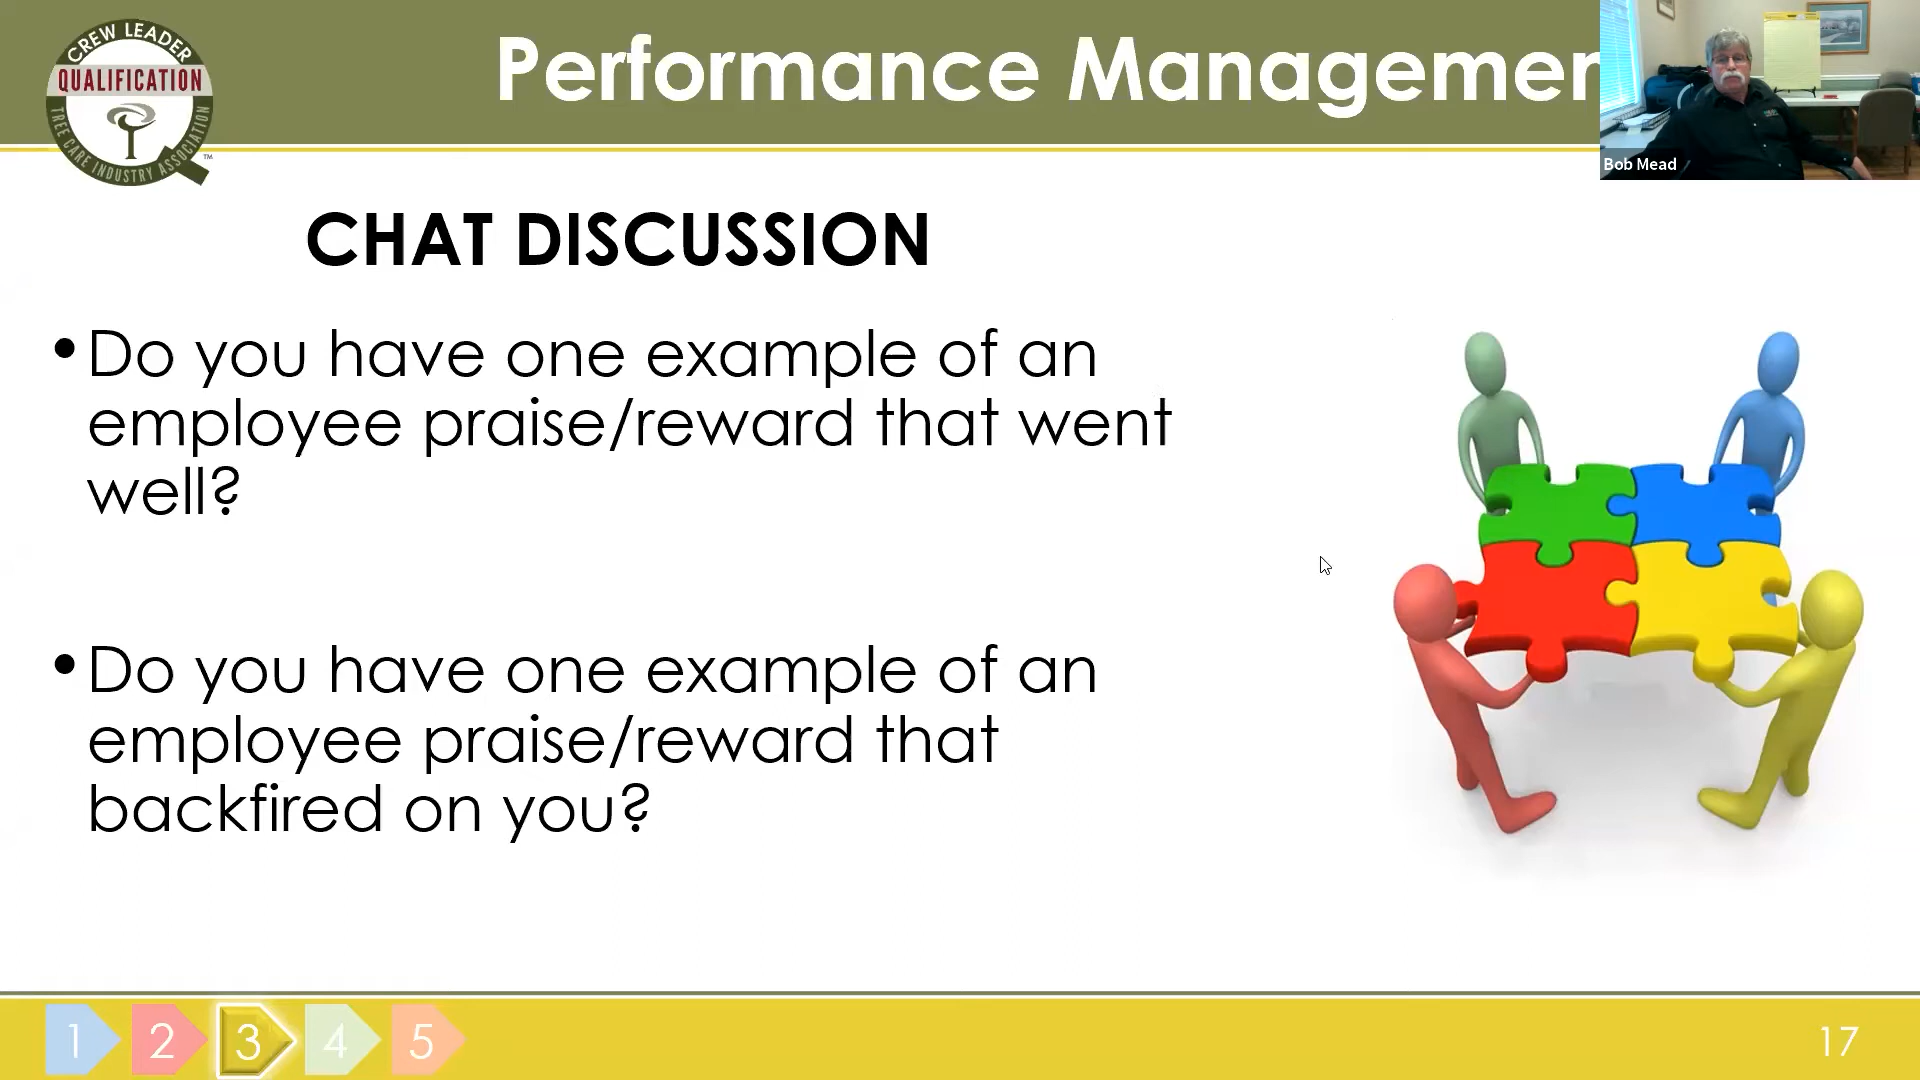 CREW LEADER
QUALIFICATION
TREE CARE INDUSTRY ASSOCIATION
™
Performance Managemen
Bob Mead
CHAT DISCUSSION
•Do you have one example of an
employee praise/reward that went
well?
•Do you have one example of an
employee praise/reward that
backfired on you?
1 2 3 4 5
17